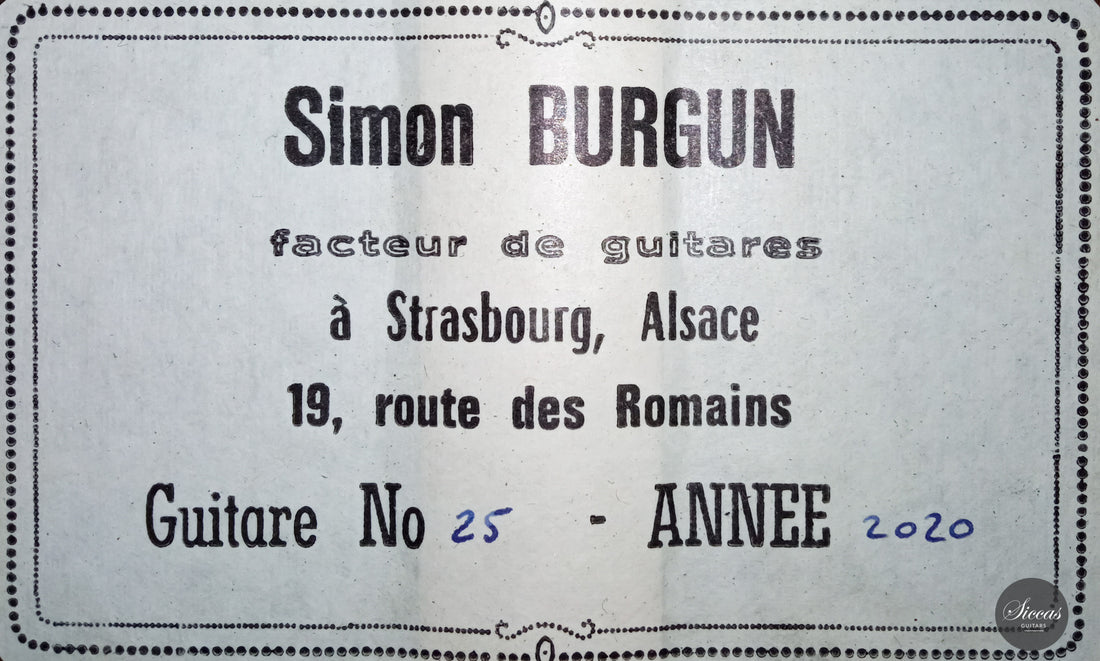 Simon BURGUN
facteur de guitares
à Strasbourg, Alsace
19, route des Romains
Guitare No 25 - ANNEE 2020
Siccas
GUITARS